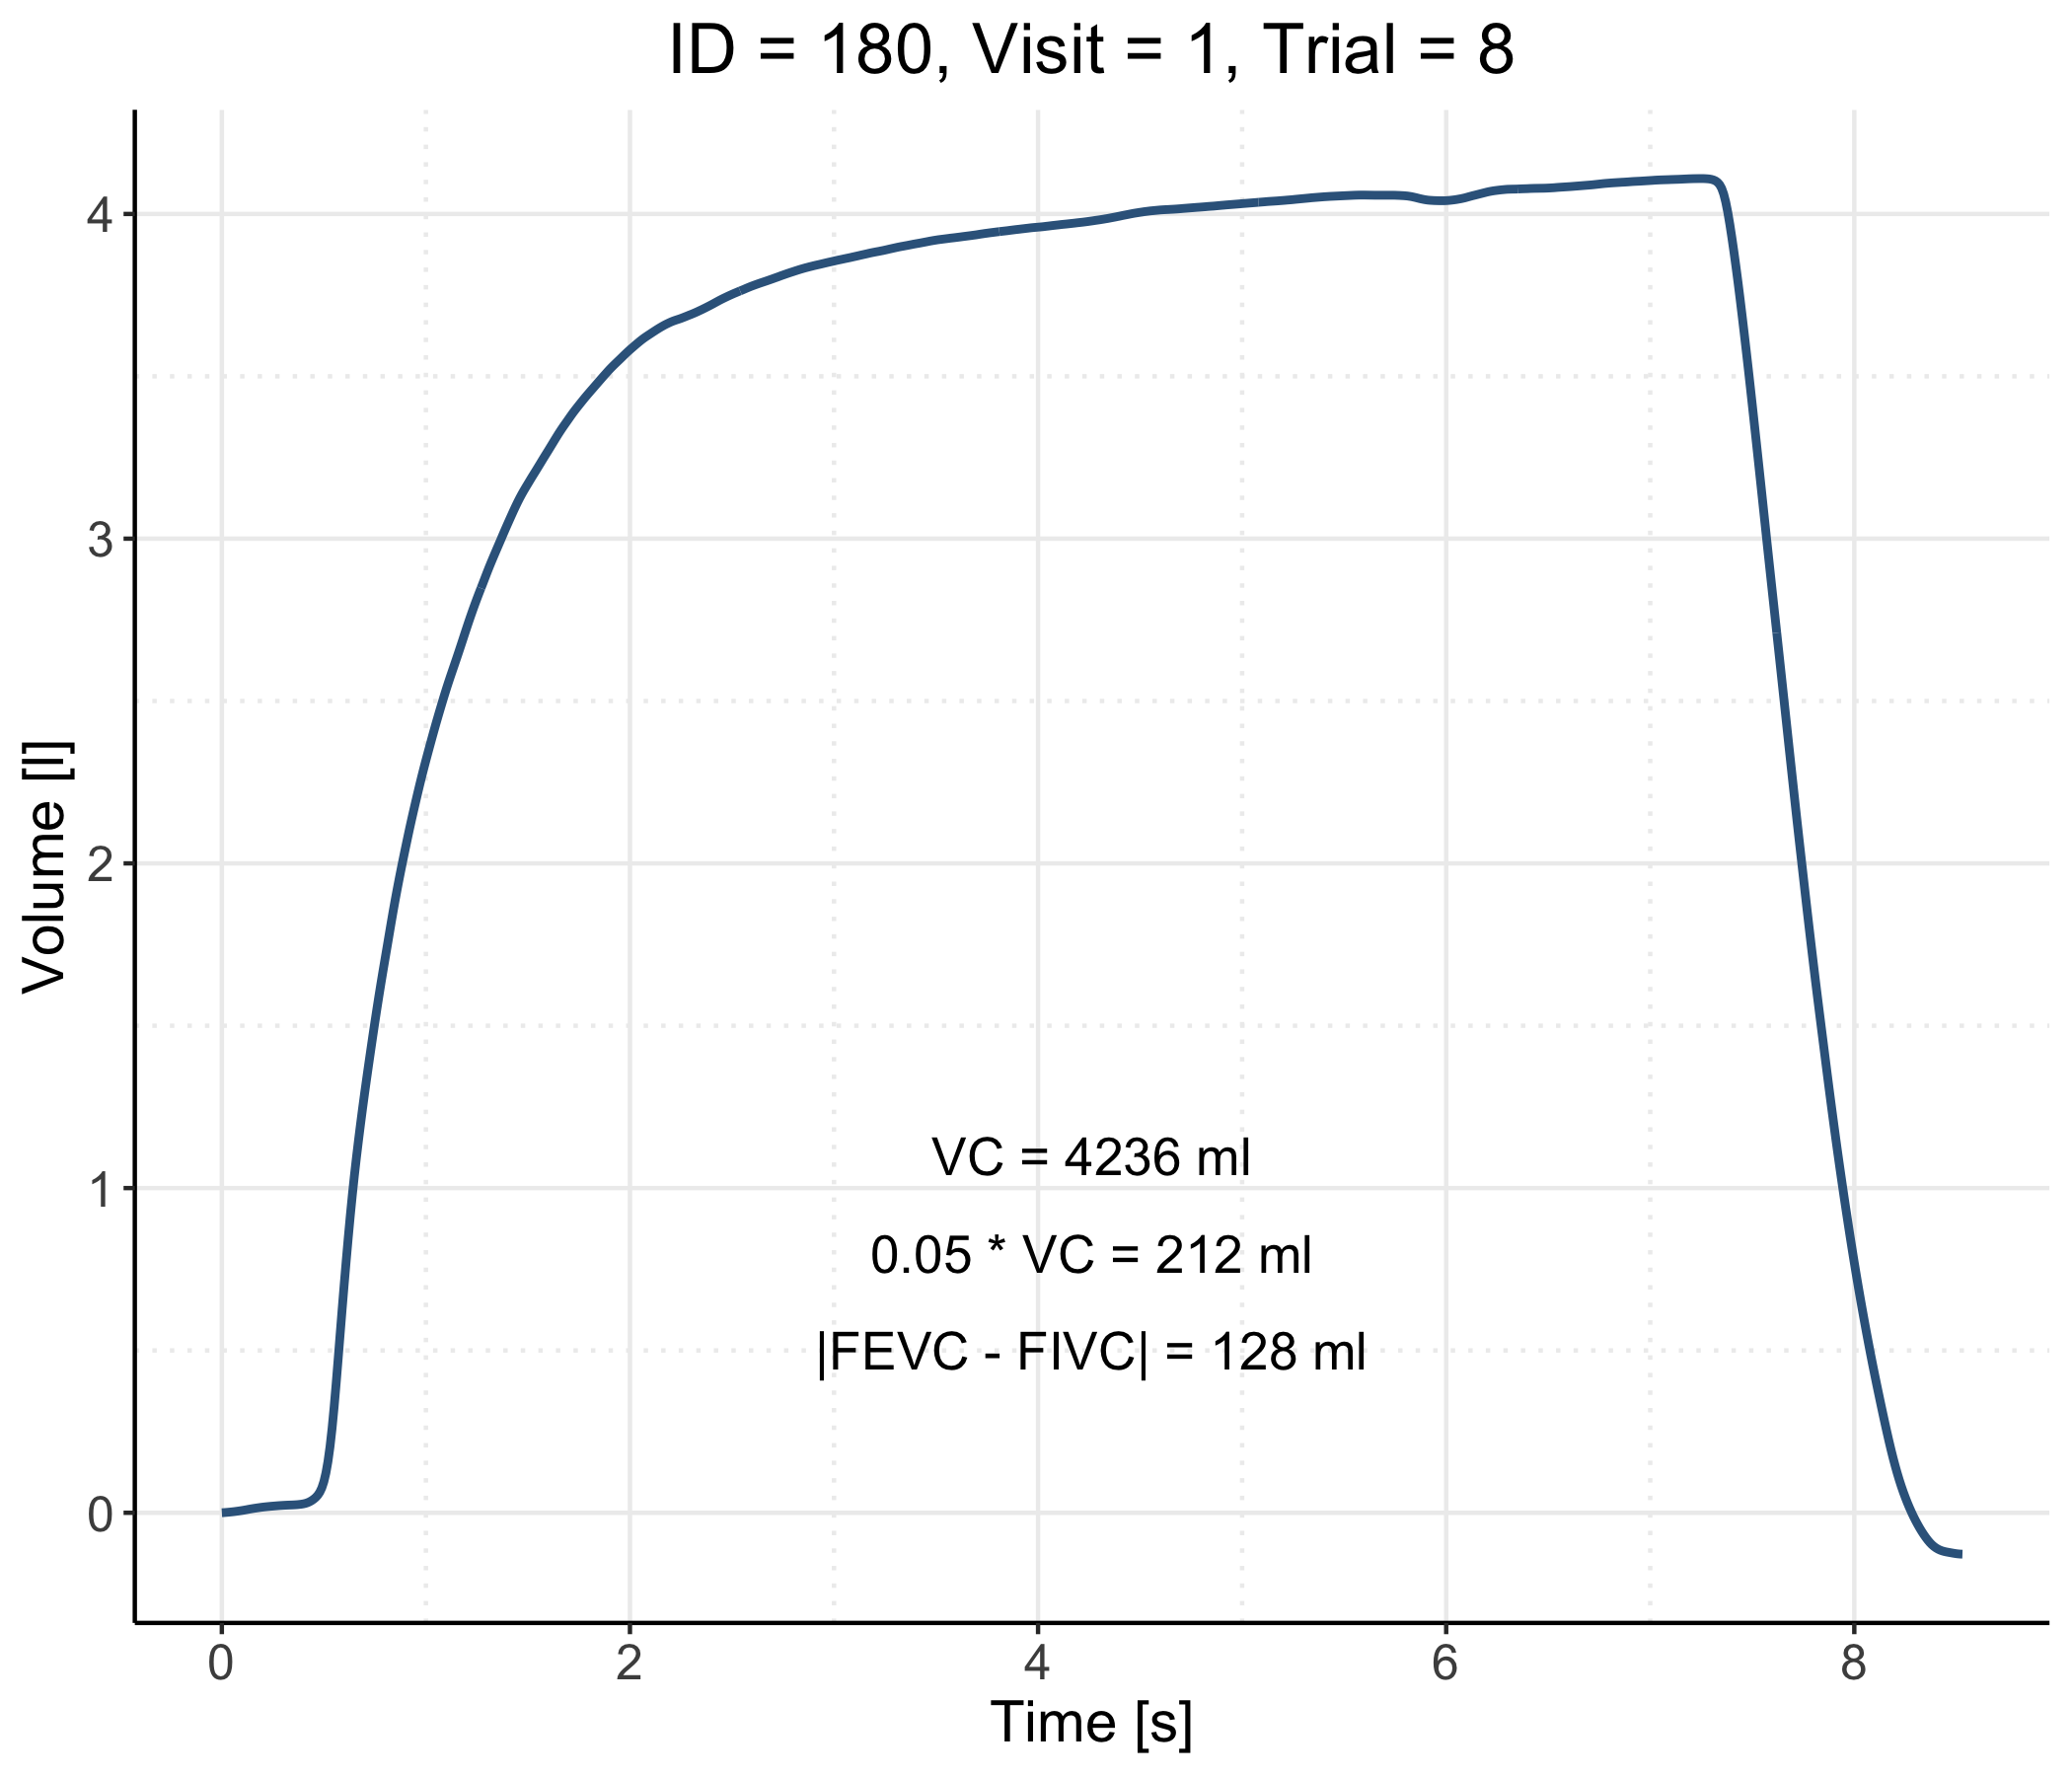 ID = 180, Visit = 1, Trial = 8
4
3
2
1
0
Volume [l]
VC = 4236 ml
0.05 * VC = 212 ml
|FEVC - FIVC| = 128 ml
0 2 4 6 8
Time [s]